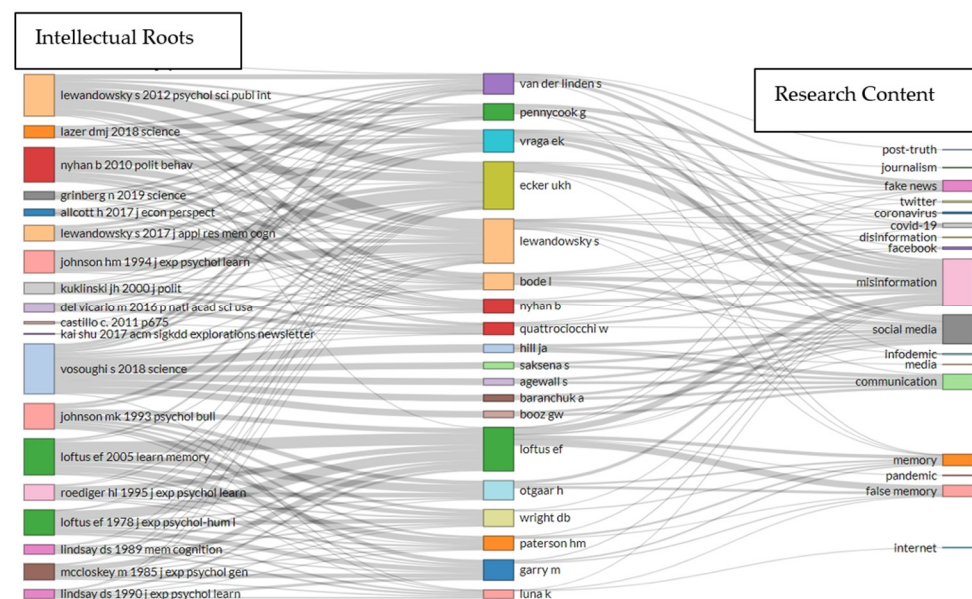 Intellectual Roots
lewandowsky s 2012 psychol sci publ int
lazer dmj 2018 science
nyhan b 2010 polit behav
grinberg n 2019 science
allcott h 2017 j econ perspect
lewandowsky s 2017 j appl res mem cogn
johnson hm 1994 j exp psychol learn
kuklinski jh 2000 j polit
del vicario m 2016 p natl acad sci usa
castillo c. 2011 p675
kai shu 2017 acm sigkdd explorations newsletter
vosoughi s 2018 science
johnson mk 1993 psychol bull
loftus ef 2005 learn memory
roediger hl 1995 j exp psychol learn
loftus ef 1978 j exp psychol-hum l
lindsay ds 1989 mem cognition
mccloskey m 1985 j exp psychol gen
lindsay ds 1990 j exp psychol learn
van der linden s
pennycook g
vraga ek
ecker ukh
lewandowsky s
bode l
nyhan b
quattrociocchi w
hill ja
saksena s
agewall s
baranchuk a
booz gw
loftus ef
otgaar h
wright db
paterson hm
garry m
luna k
Research Content
post-truth
journalism
fake news
twitter
coronavirus
covid-19
disinformation
facebook
misinformation
social media
infodemic
media
communication
memory
pandemic
false memory
internet